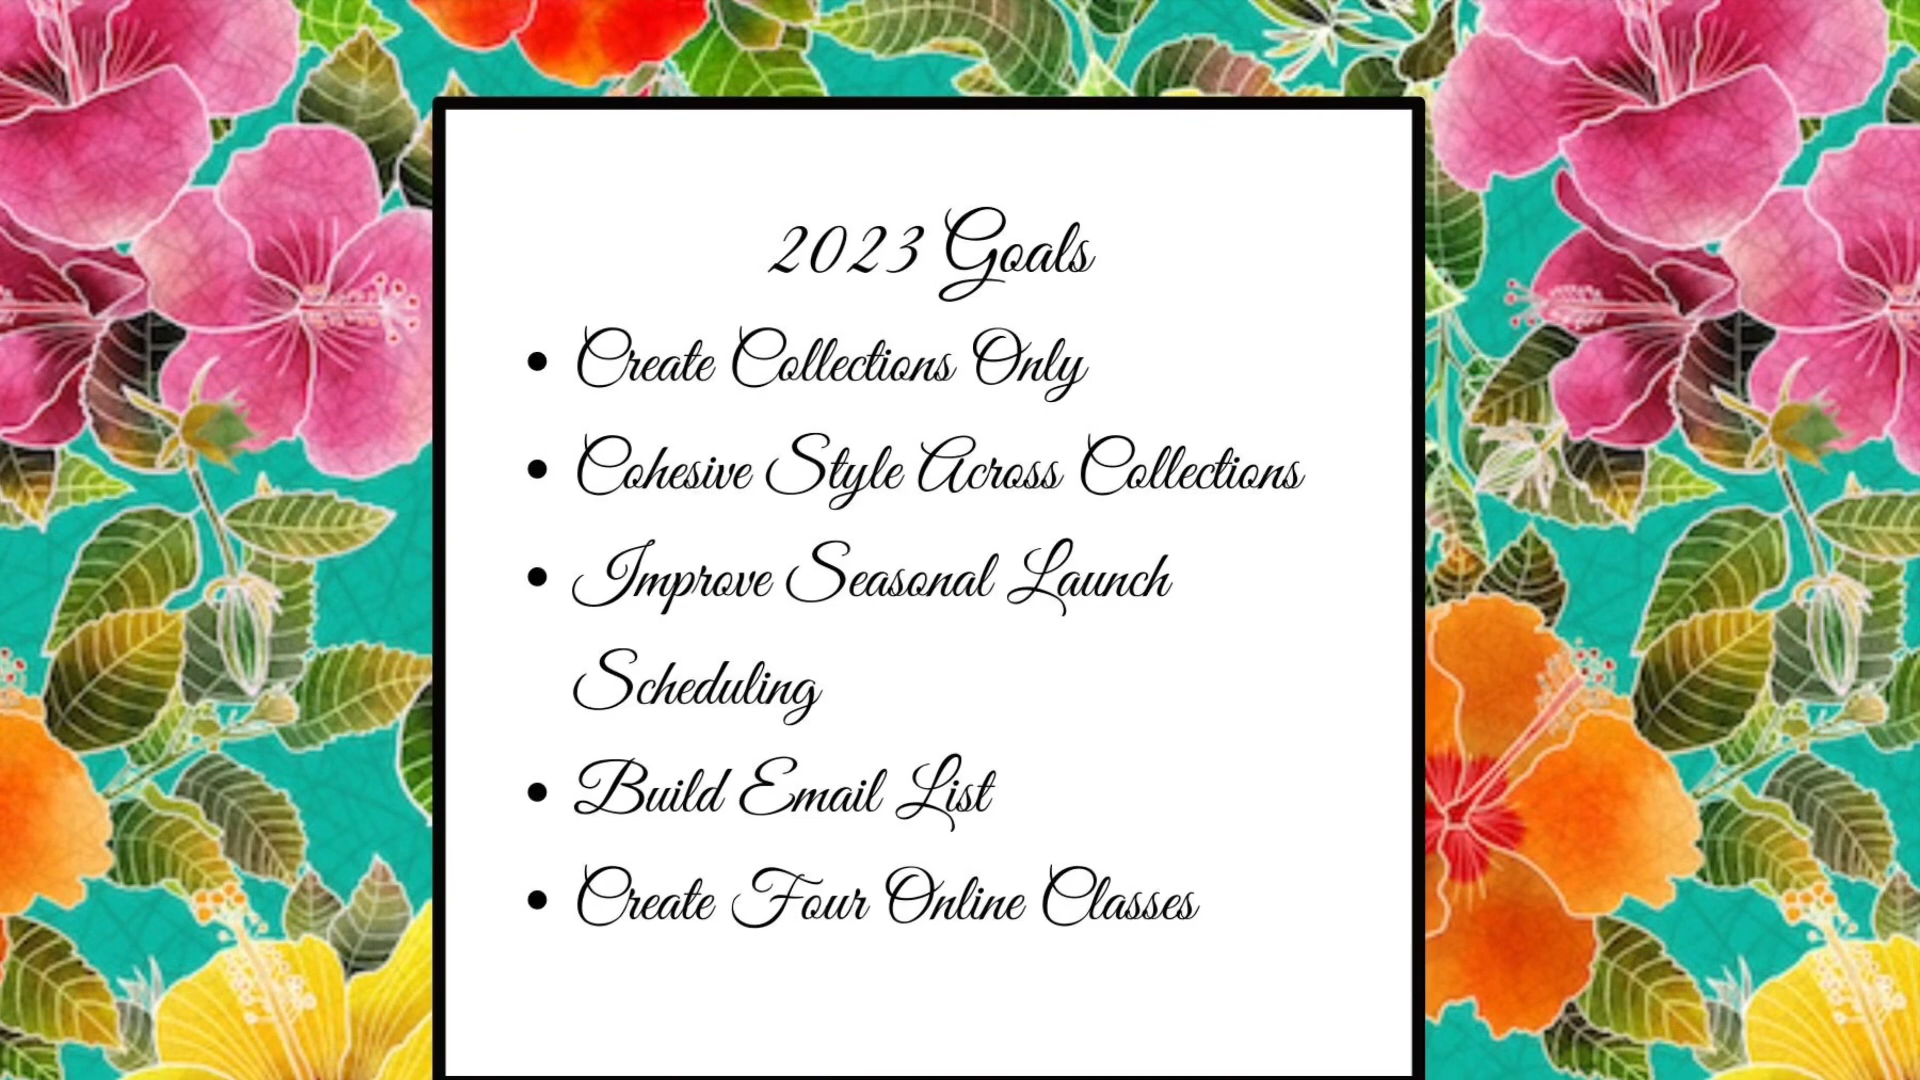 2023 Goals
• Create Collections Only
• Cohesive Style Across Collections
• Improve Seasonal Launch
Scheduling
• Build Email List
• Create Four Online Classes